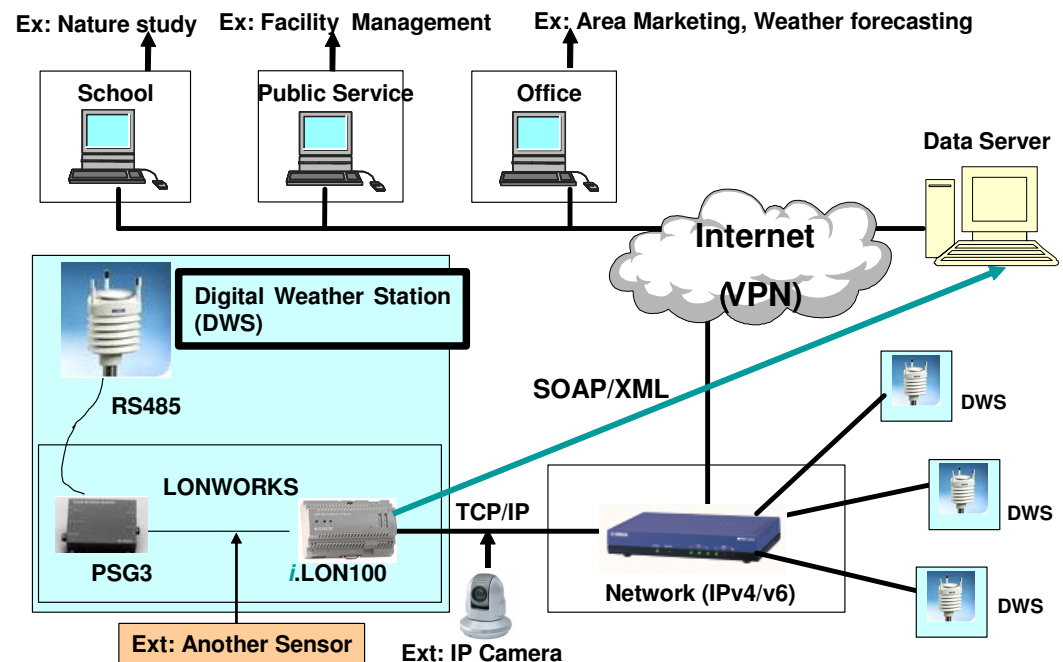 Ex: Nature study
Ex: Facility Management
Ex: Area Marketing, Weather forecasting
School
Public Service
Office
Data Server
Internet
(VPN)
Digital Weather Station
(DWS)
RS485
SOAP/XML
DWS
LONWORKS
TCP/IP
DWS
PSG3
i.LON100
Network (IPv4/v6)
DWS
Ext: Another Sensor
Ext: IP Camera